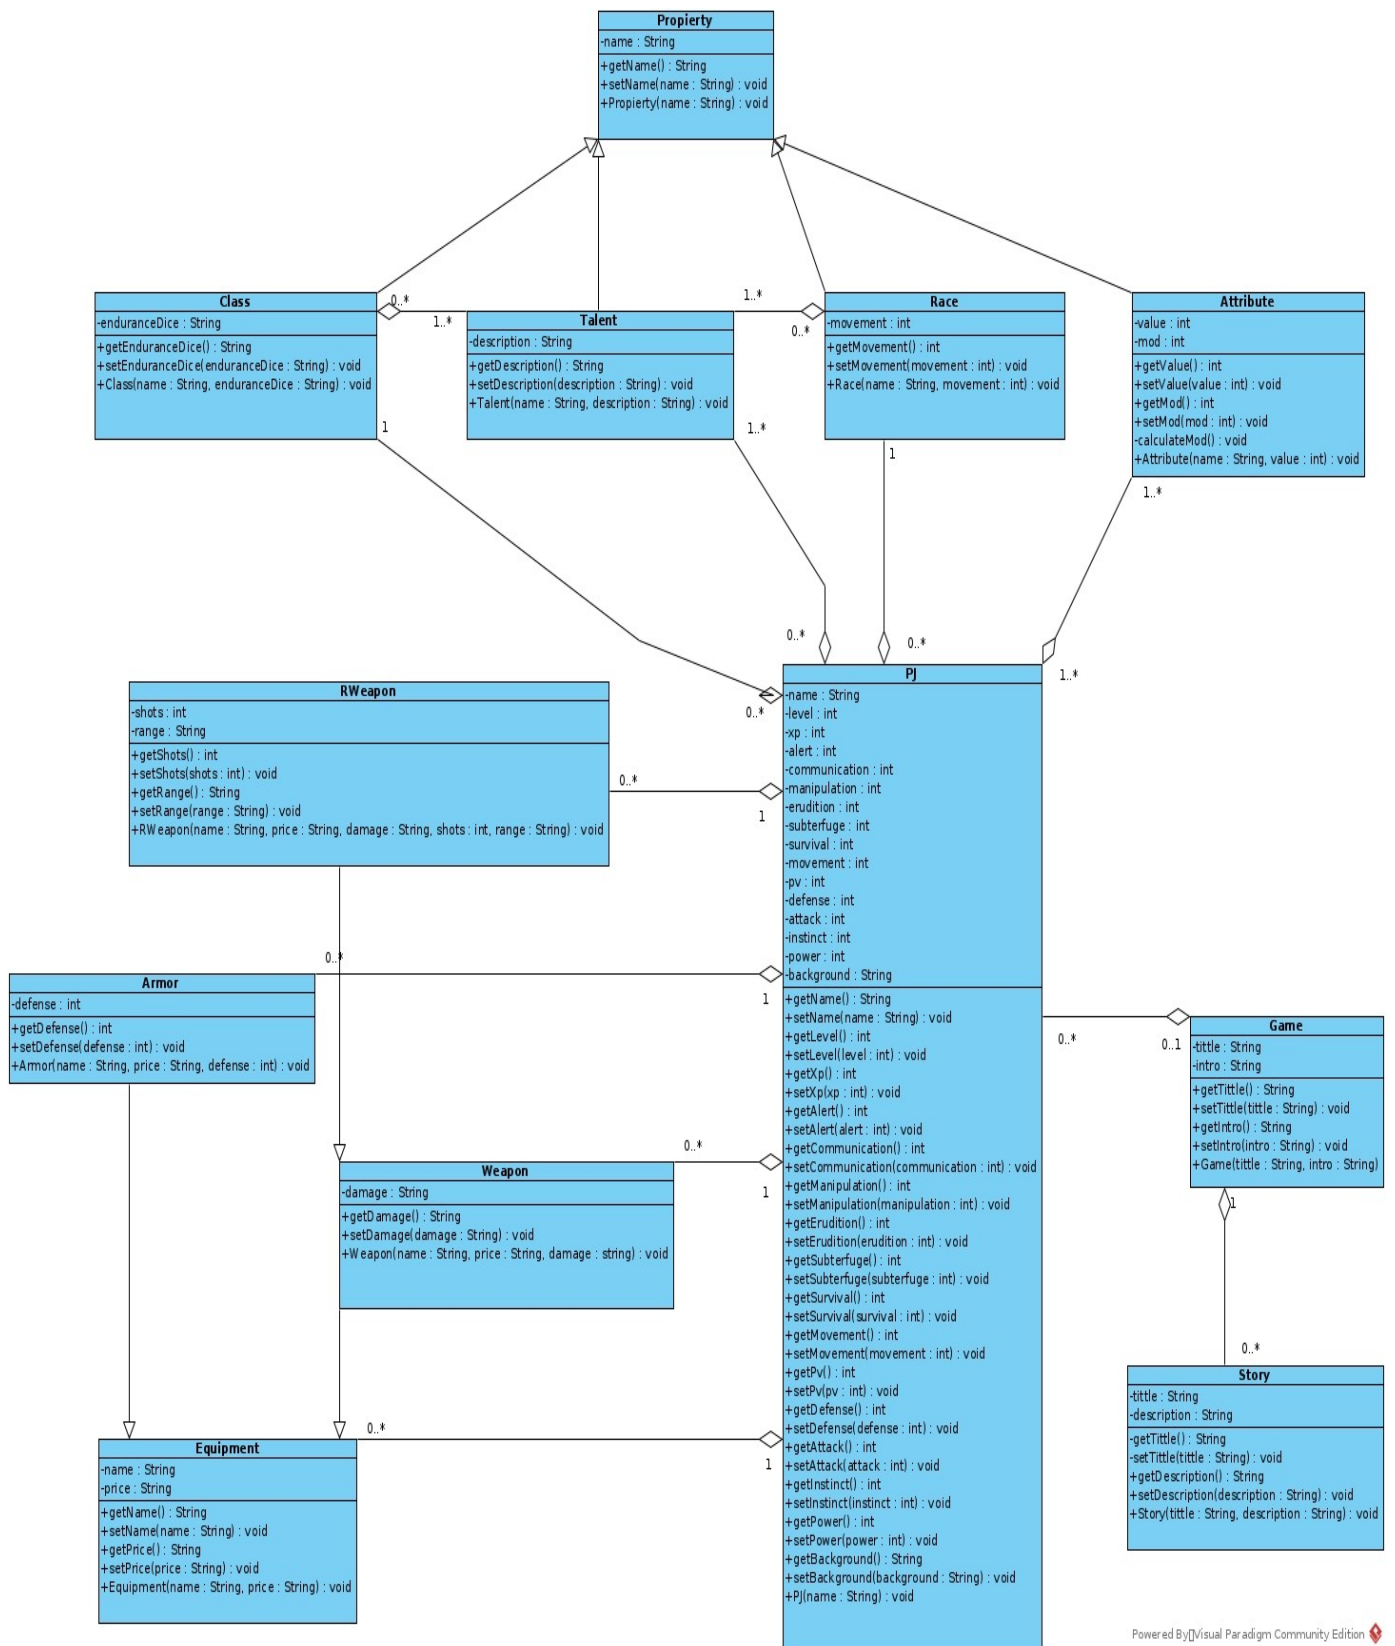 Propierty
-name : String
+getName() : String
+setName(name : String) : void
+Propierty(name : String) : void
Class
-enduranceDice : String
+getEnduranceDice() : String
+setEnduranceDice(enduranceDice : String) : void
+Class(name : String, enduranceDice : String) : void
0..*
1..*
Talent
-description : String
+getDescription() : String
+setDescription(description : String) : void
+Talent(name : String, description : String) : void
1..*
0..*
Race
-movement : int
+getMovement() : int
+setMovement(movement : int) : void
+Race(name : String, movement : int) : void
Attribute
-value : int
-mod : int
+getValue() : int
+setValue(value : int) : void
+getMod() : int
+setMod(mod : int) : void
-calculateMod() : void
+Attribute(name : String, value : int) : void
1
1..*
1
1..*
0..*
0..*
1..*
0..*
RWeapon
-shots : int
-range : String
+getShots() : int
+setShots(shots : int) : void
+getRange() : String
+setRange(range : String) : void
+RWeapon(name : String, price : String, damage : String, shots : int, range : String) : void
0..*
1
PJ
-name : String
-level : int
-xp : int
-alert : int
-communication : int
-manipulation : int
-erudition : int
-subterfuge : int
-survival : int
-movement : int
-pv : int
-defense : int
-attack : int
-instinct : int
-power : int
-background : String
+getName() : String
+setName(name : String) : void
+getLevel() : int
+setLevel(level : int) : void
+getXp() : int
+setXp(xp : int) : void
+getAlert() : int
+setAlert(alert : int) : void
+getCommunication() : int
+setCommunication(communication : int) : void
+getManipulation() : int
+setManipulation(manipulation : int) : void
+getErudition() : int
+setErudition(erudition : int) : void
+getSubterfuge() : int
+setSubterfuge(subterfuge : int) : void
+getSurvival() : int
+setSurvival(survival : int) : void
+getMovement() : int
+setMovement(movement : int) : void
+getPv() : int
+setPv(pv : int) : void
+getDefense() : int
+setDefense(defense : int) : void
+getAttack() : int
+setAttack(attack : int) : void
+getInstinct() : int
+setInstinct(instinct : int) : void
+getPower() : int
+setPower(power : int) : void
+getBackground() : String
+setBackground(background : String) : void
+PJ(name : String) : void
0..*
1
Armor
-defense : int
+getDefense() : int
+setDefense(defense : int) : void
+Armor(name : String, price : String, defense : int) : void
0..*
0..1
Game
-tittle : String
-intro : String
+getTittle() : String
+setTittle(tittle : String) : void
+getIntro() : String
+setIntro(intro : String) : void
+Game(tittle : String, intro : String)
0..*
1
Weapon
-damage : String
+getDamage() : String
+setDamage(damage : String) : void
+Weapon(name : String, price : String, damage : string) : void
1
0..*
Story
-tittle : String
-description : String
-getTittle() : String
-setTittle(tittle : String) : void
+getDescription() : String
+setDescription(description : String) : void
+Story(tittle : String, description : String) : void
0..*
1
Equipment
-name : String
-price : String
+getName() : String
+setName(name : String) : void
+getPrice() : String
+setPrice(price : String) : void
+Equipment(name : String, price : String) : void
Powered By▯Visual Paradigm Community Edition